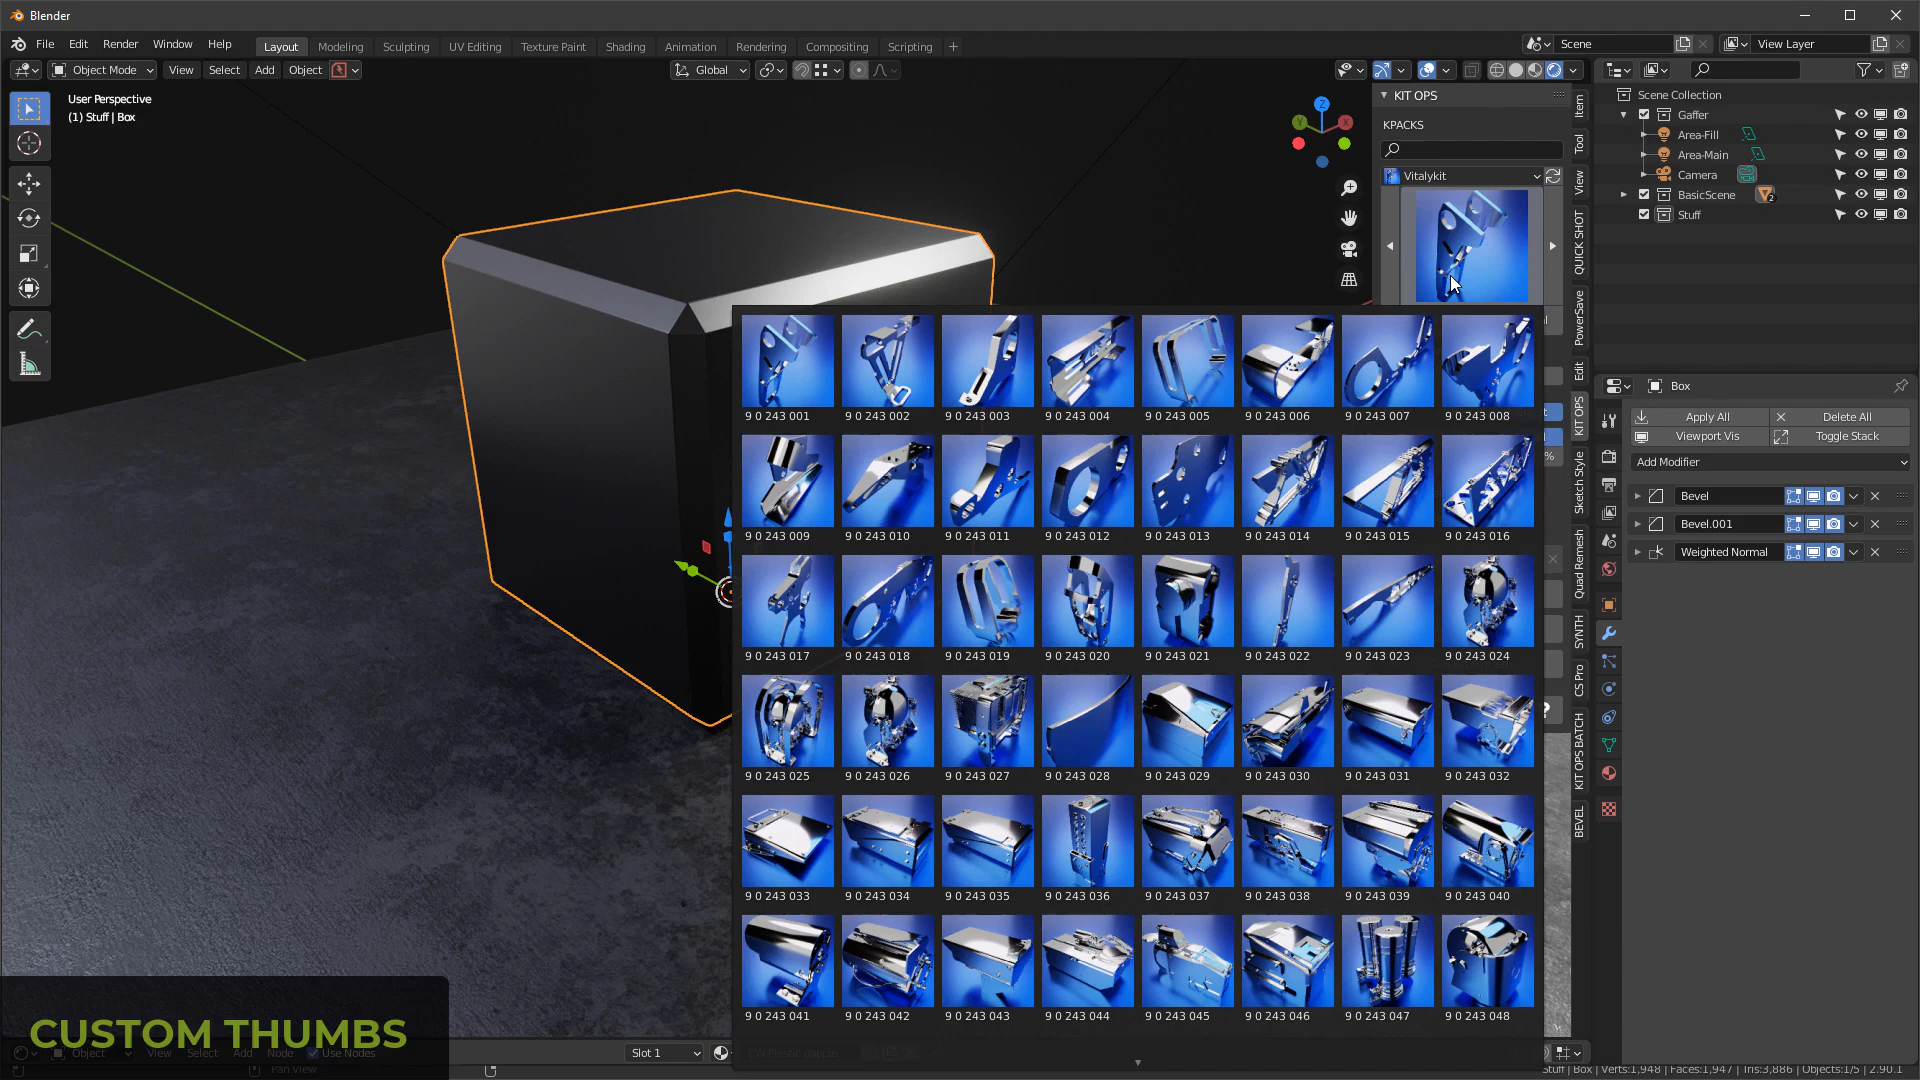 Blender
File Edit Render Window Help Layout Modeling Sculpting UV Editing Texture Paint Shading Animation Rendering Compositing Scripting + Scene View Layer
Object Mode View Select Add Object Global
User Perspective
(1) Stuff | Box
KIT OPS
KPACKS
Vitalykit
Item
Tool
View
QUICK SHOT
PowerSave
Edit
KIT OPS
Sketch Style
Quad Remesh
SYNTH
CS Pro
KIT OPS BATCH
BEVEL
Scene Collection
Gaffer
Area-Fill
Area-Main
Camera
BasicScene 2
Stuff
Box
Apply All Delete All
Viewport Vis Toggle Stack
Add Modifier
Bevel
Bevel.001
Weighted Normal
9 0 243 001 9 0 243 002 9 0 243 003 9 0 243 004 9 0 243 005 9 0 243 006 9 0 243 007 9 0 243 008
9 0 243 009 9 0 243 010 9 0 243 011 9 0 243 012 9 0 243 013 9 0 243 014 9 0 243 015 9 0 243 016
9 0 243 017 9 0 243 018 9 0 243 019 9 0 243 020 9 0 243 021 9 0 243 022 9 0 243 023 9 0 243 024
9 0 243 025 9 0 243 026 9 0 243 027 9 0 243 028 9 0 243 029 9 0 243 030 9 0 243 031 9 0 243 032
9 0 243 033 9 0 243 034 9 0 243 035 9 0 243 036 9 0 243 037 9 0 243 038 9 0 243 039 9 0 243 040
9 0 243 041 9 0 243 042 9 0 243 043 9 0 243 044 9 0 243 045 9 0 243 046 9 0 243 047 9 0 243 048
%
?
Z
Y
X
CUSTOM THUMBS
Object View Select Add Node Use Nodes Slot 1
Pan View
Stuff | Box | Verts:1,948 | Faces:1,947 | Tris:3,886 | Objects:1/5 | 2.90.1